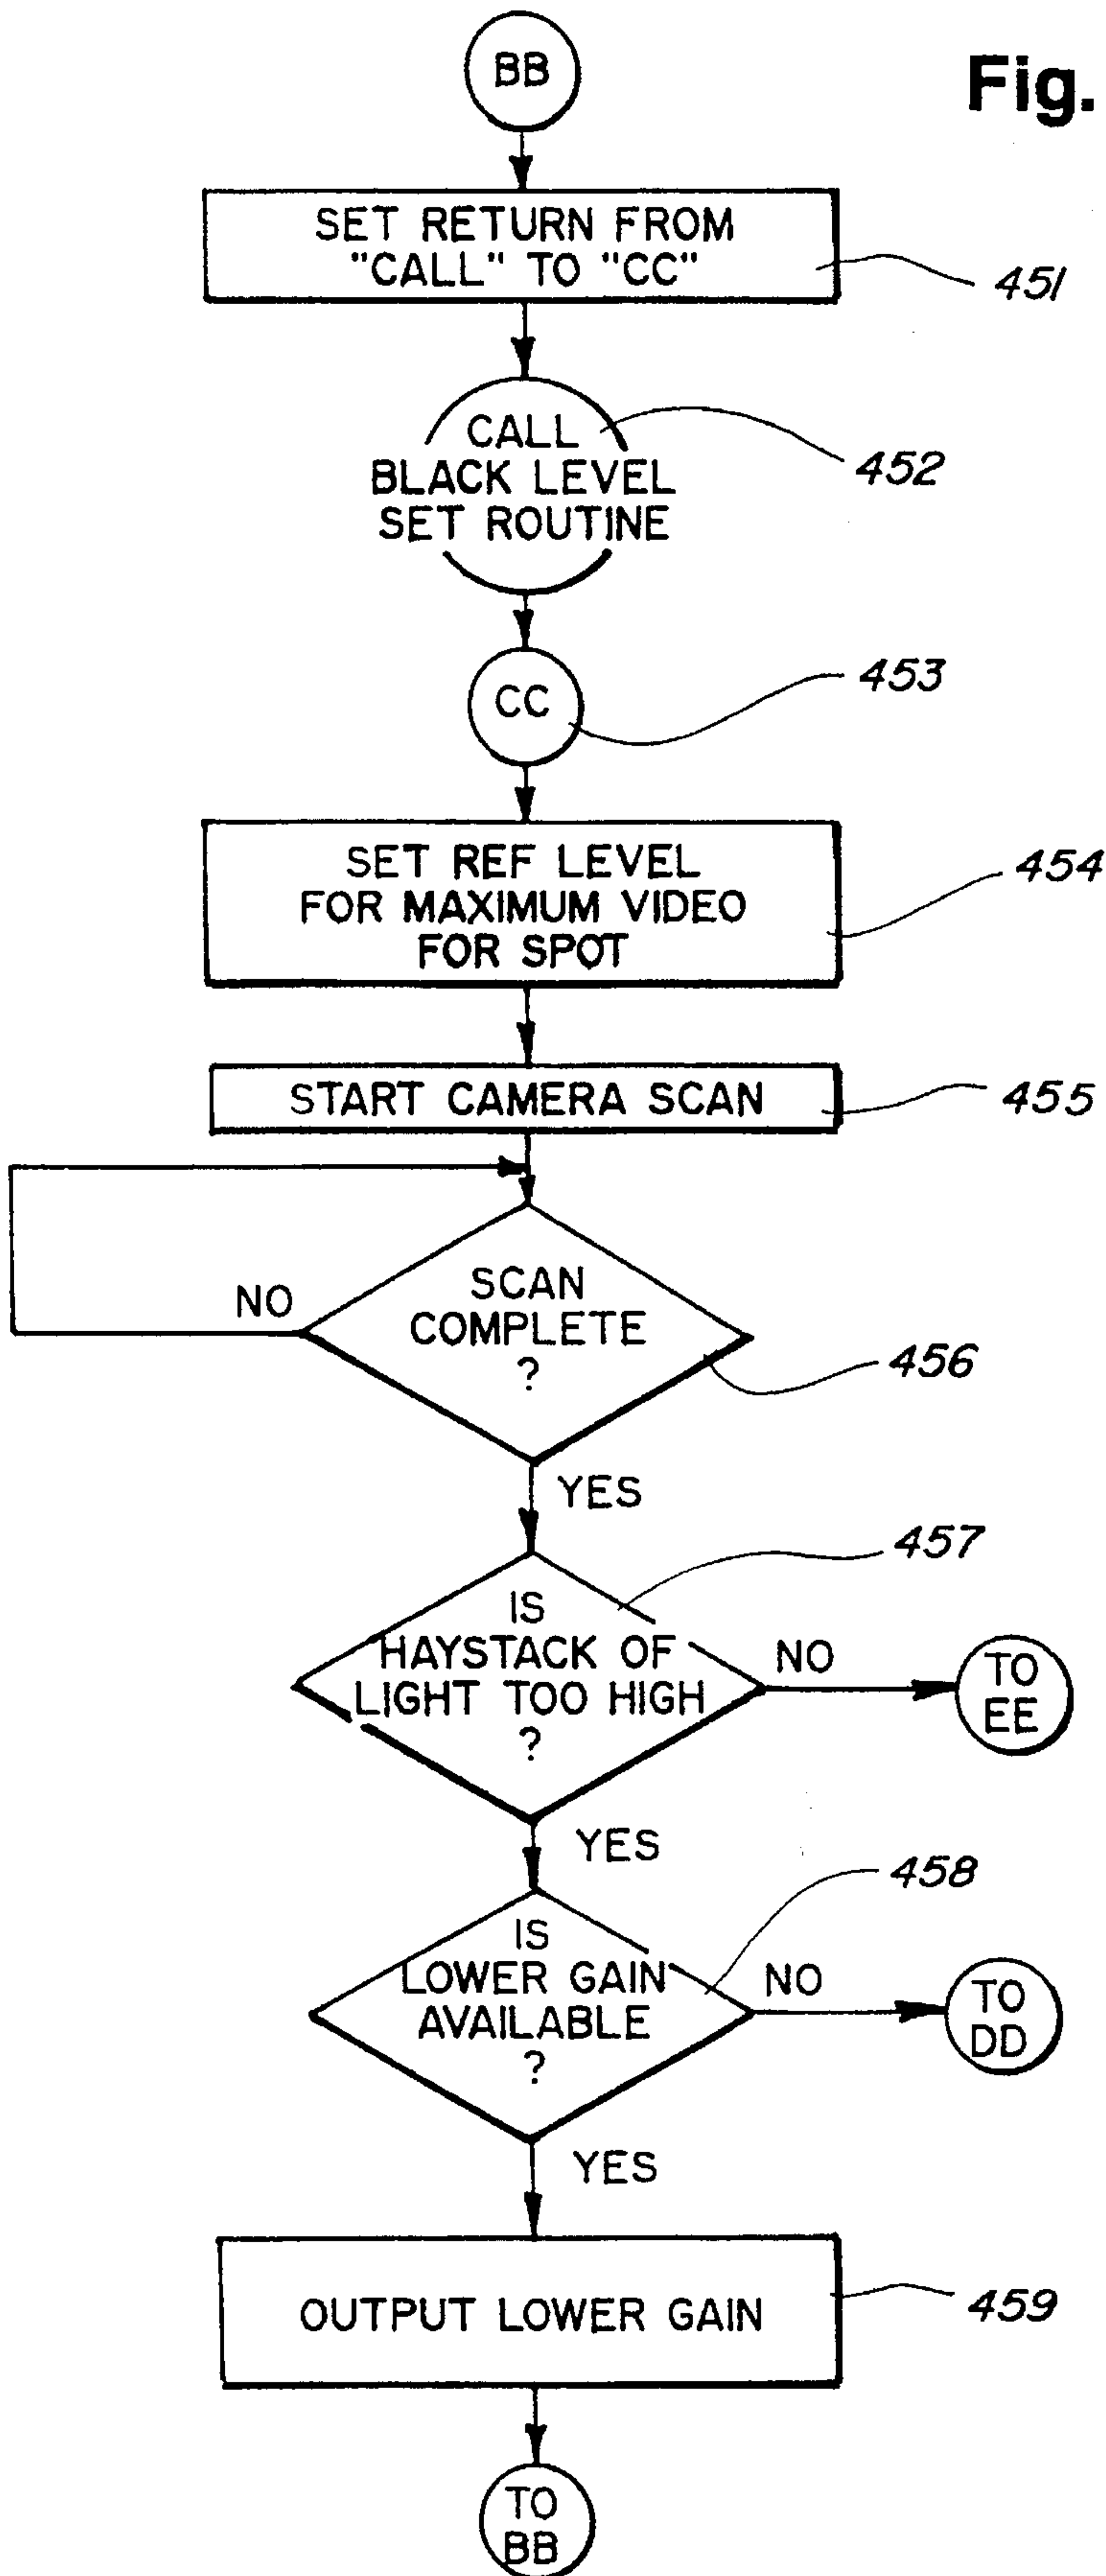 BB
Fig.
SET RETURN FROM
"CALL" TO "CC"
451
CALL
BLACK LEVEL
SET ROUTINE
452
CC
453
SET REF LEVEL
FOR MAXIMUM VIDEO
FOR SPOT
454
START CAMERA SCAN
455
SCAN
COMPLETE
?
NO
456
YES
IS
HAYSTACK OF
LIGHT TOO HIGH
?
457
NO
TO
EE
YES
IS
LOWER GAIN
AVAILABLE
?
458
NO
TO
DD
YES
OUTPUT LOWER GAIN
459
TO
BB